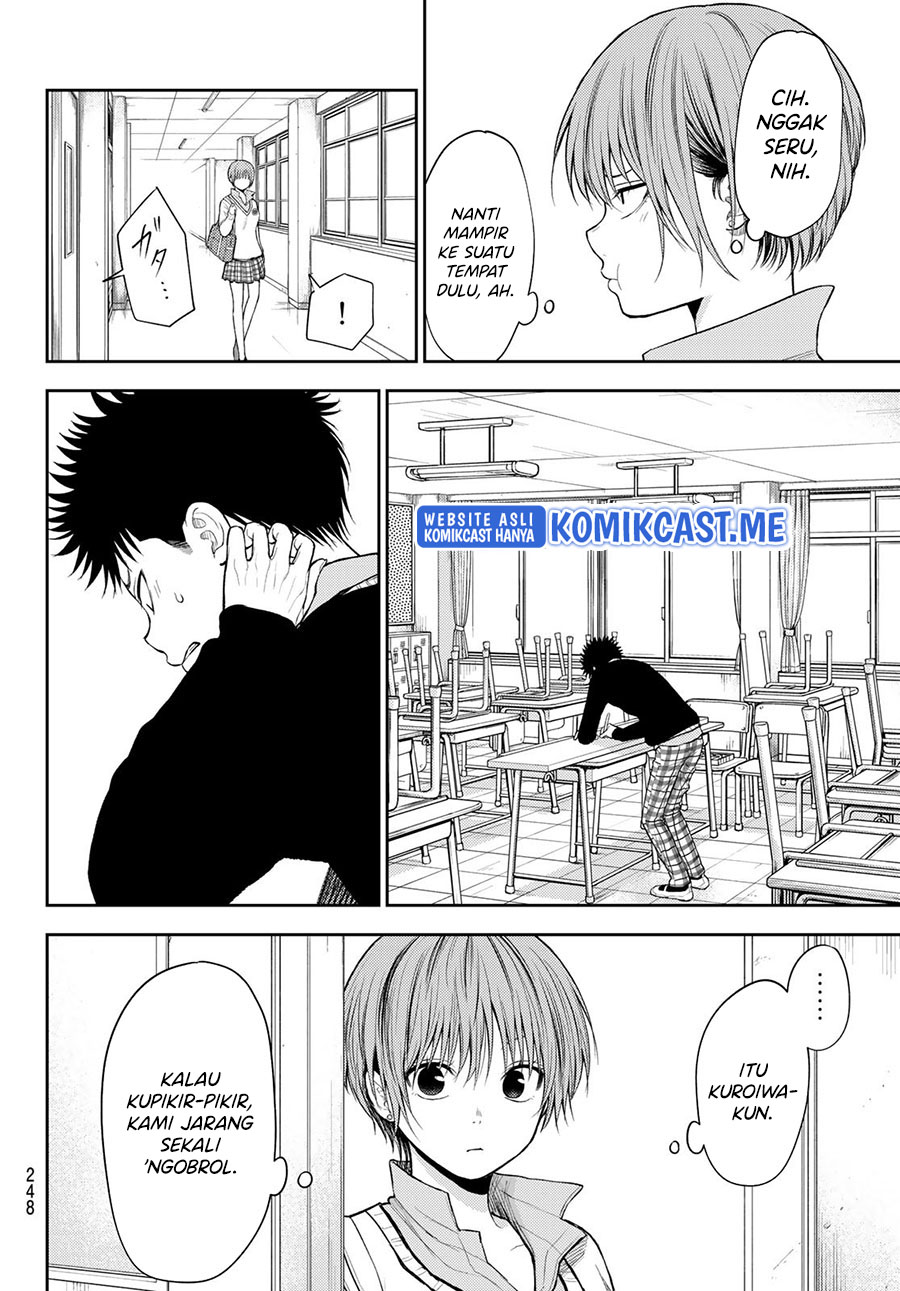 CIH.
NGGAK
SERU,
NIH.
NANTI
MAMPIR
KE SUATU
TEMPAT
DULU, AH.
!
ガタ…
WEBSITE ASLI
KOMIKCAST HANYA
KOMIKCAST.ME
........
ITU
KUROIWA-
KUN.
KALAU
KUPIKIR-PIKIR,
KAMI JARANG
SEKALI
'NGOBROL.
248